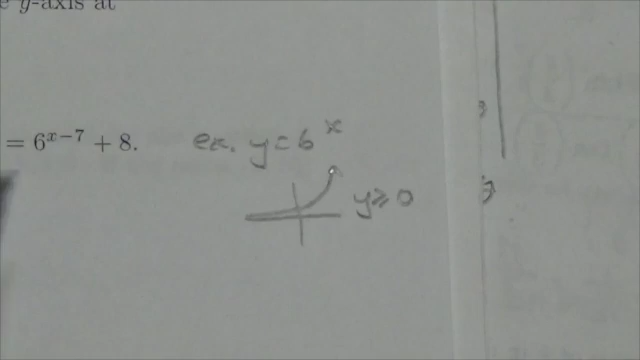 e y-axis at
= 6^{x-7} + 8.
ex. y = 6^x
y ≥ 0